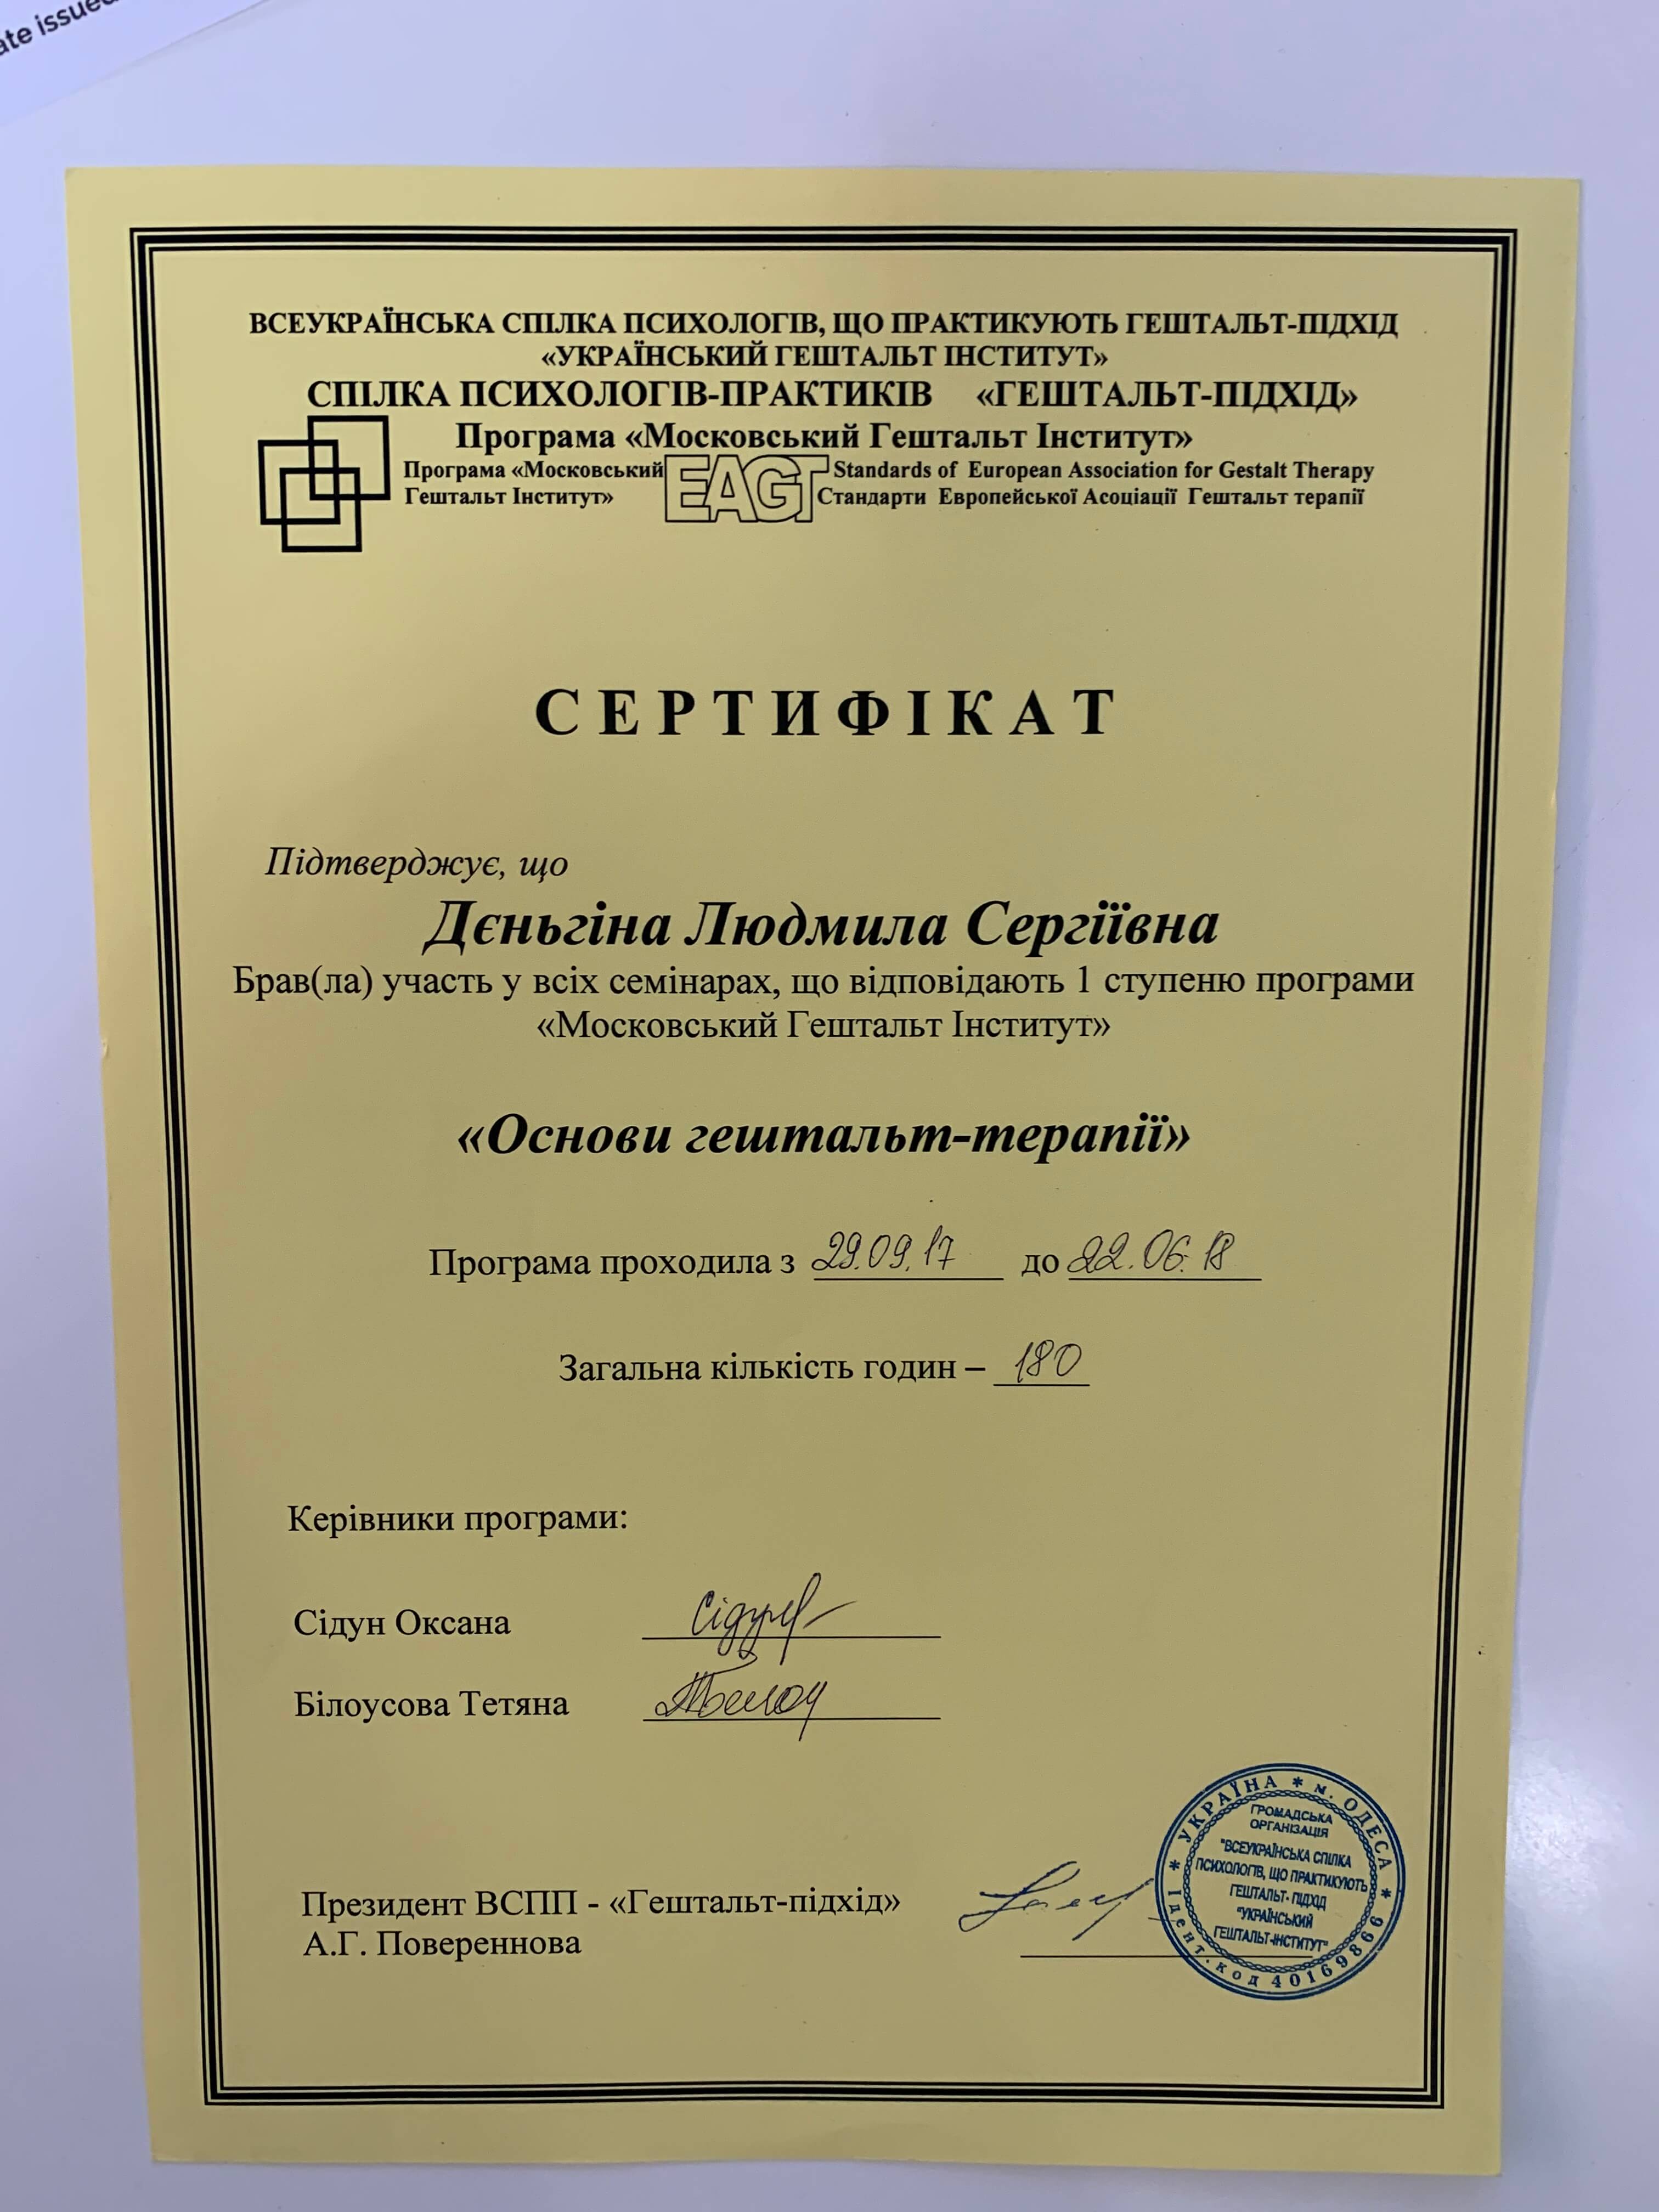 ate issued
ВСЕУКРАЇНСЬКА СПІЛКА ПСИХОЛОГІВ, ЩО ПРАКТИКУЮТЬ ГЕШТАЛЬТ-ПІДХІД
«УКРАЇНСЬКИЙ ГЕШТАЛЬТ ІНСТИТУТ»
СПІЛКА ПСИХОЛОГІВ-ПРАКТИКІВ «ГЕШТАЛЬТ-ПІДХІД»
Програма «Московський Гештальт Інститут»
Програма «Московський
Гештальт Інститут»
EAGT
Standards of European Association for Gestalt Therapy
Стандарти Европейської Асоціації Гештальт терапії
СЕРТИФІКАТ
Підтверджує, що
Дєньгіна Людмила Сергіївна
Брав(ла) участь у всіх семінарах, що відповідають 1 ступеню програми
«Московський Гештальт Інститут»
«Основи гештальт-терапії»
Програма проходила з 29.09.17 до 22.06.18
Загальна кількість годин – 180
Керівники програми:
Сідун Оксана
Білоусова Тетяна
Президент ВСПП - «Гештальт-підхід»
А.Г. Повереннова
* УКРАЇНА * м. ОДЕСА *
Ідент.код 40169866
ГРОМАДСЬКА
ОРГАНІЗАЦІЯ
"ВСЕУКРАЇНСЬКА СПІЛКА
ПСИХОЛОГІВ, ЩО ПРАКТИКУЮТЬ
ГЕШТАЛЬТ- ПІДХІД
"УКРАЇНСЬКИЙ
ГЕШТАЛЬТ-ІНСТИТУТ"